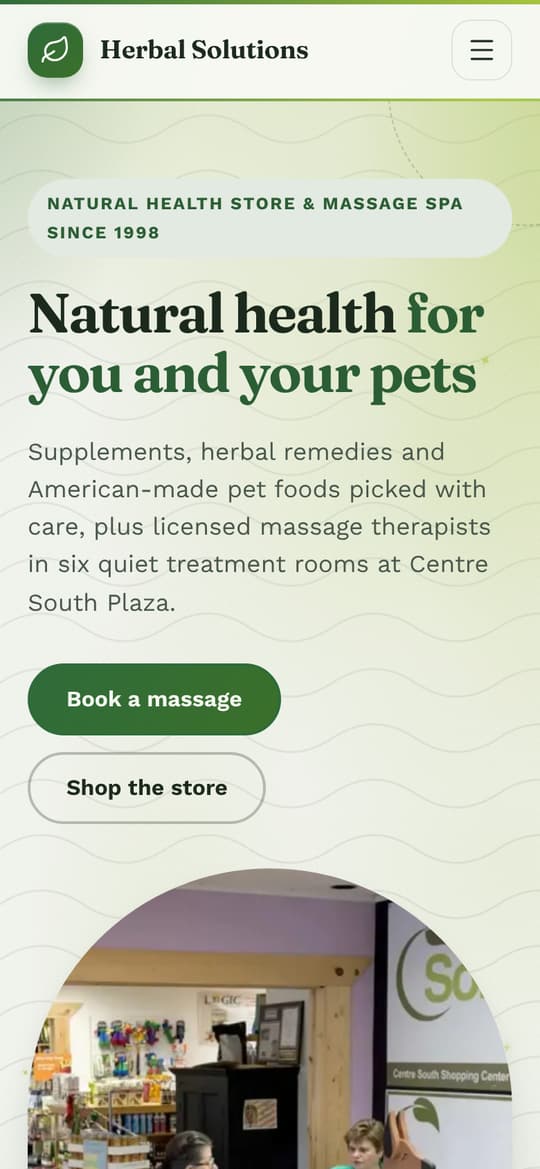 Herbal Solutions
NATURAL HEALTH STORE & MASSAGE SPA
SINCE 1998
Natural health for
you and your pets
Supplements, herbal remedies and
American-made pet foods picked with
care, plus licensed massage therapists
in six quiet treatment rooms at Centre
South Plaza.
Book a massage
Shop the store
Centre South Shopping Center